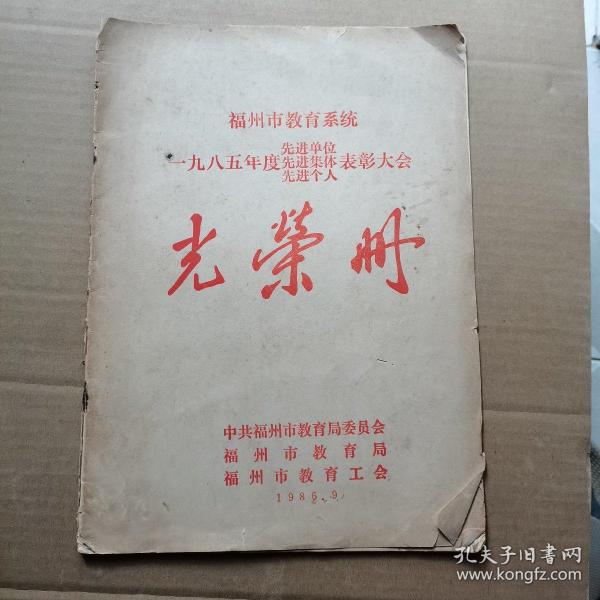 福州市教育系统
先进单位
一九八五年度先进集体表彰大会
先进个人
光荣册
中共福州市教育局委员会
福州市教育局
福州市教育工会
1986.9
孔夫子旧书网
www.kongfz.com